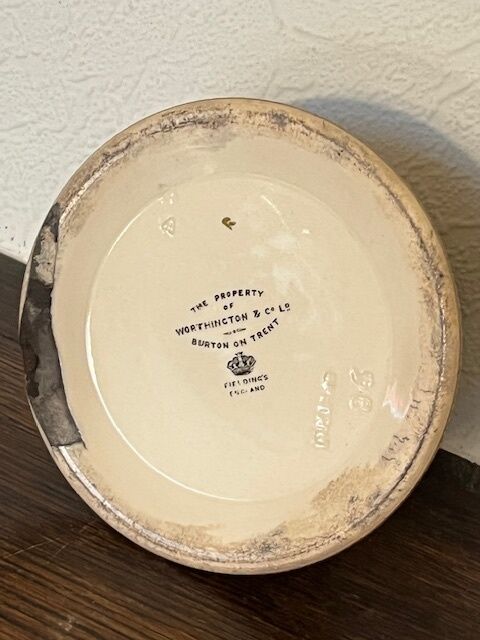 THE PROPERTY
OF
WORTHINGTON & Co LD
BURTON ON TRENT
FIELDING'S
ENGLAND